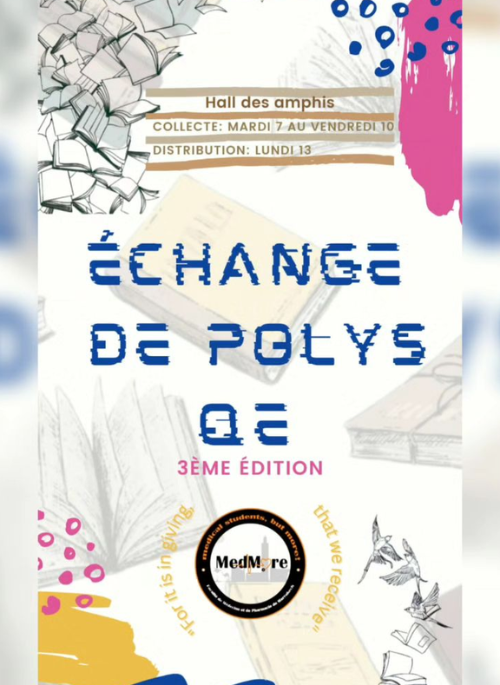 Hall des amphis
COLLECTE: MARDI 7 AU VENDREDI 10
DISTRIBUTION: LUNDI 13
ÉCHANGE
DE POLYS
QE
3ÈME ÉDITION
"For it is in giving,
that we receive"
medical students, but more!
MedMore